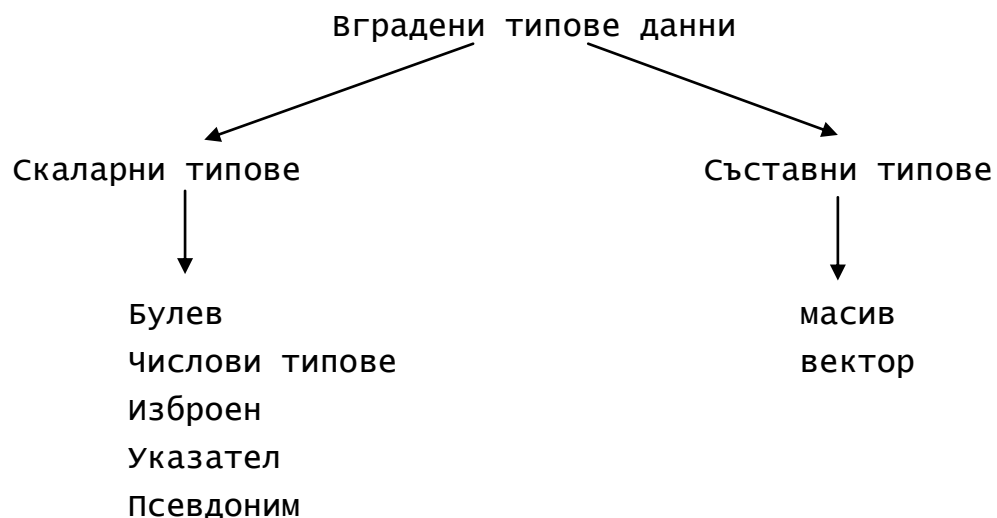 Вградени типове данни
Скаларни типове
Съставни типове
Булев
Числови типове
Изброен
Указател
Псевдоним
масив
вектор